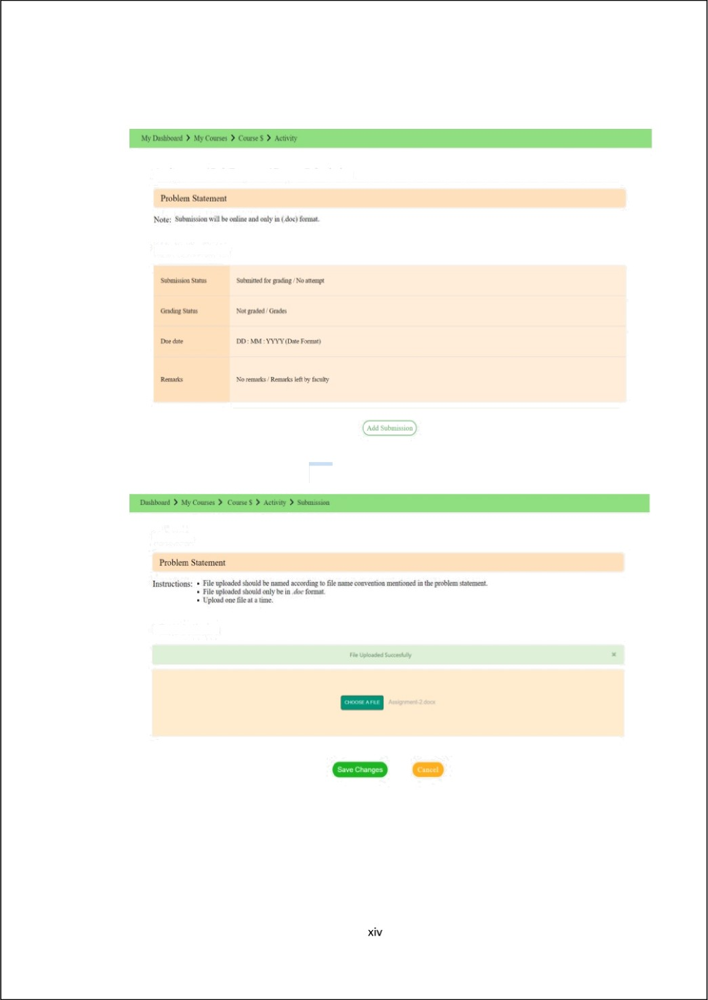 My Dashboard > My Courses > Course $ > Activity
Problem Statement
Note: Submission will be online and only in (.doc) format.
Submission Status Submitted for grading / No attempt
Grading Status Not graded / Grades
Due date DD : MM : YYYY (Date Format)
Remarks No remarks / Remarks left by faculty
Add Submission
Dashboard > My Courses > Course $ > Activity > Submission
Problem Statement
Instructions: • File uploaded should be named according to file name convention mentioned in the problem statement.
• File uploaded should only be in .doc format.
• Upload one file at a time.
File Uploaded Succesfully ×
CHOOSE A FILE Assignment-2.docx
Save Changes Cancel
xiv